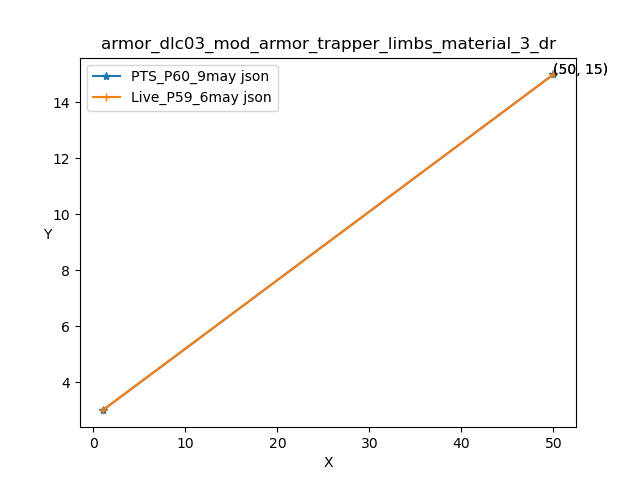 armor_dlc03_mod_armor_trapper_limbs_material_3_dr
PTS_P60_9may json
Live_P59_6may json
(50, 15)
14
12
10
8
6
4
Y
0 10 20 30 40 50
X